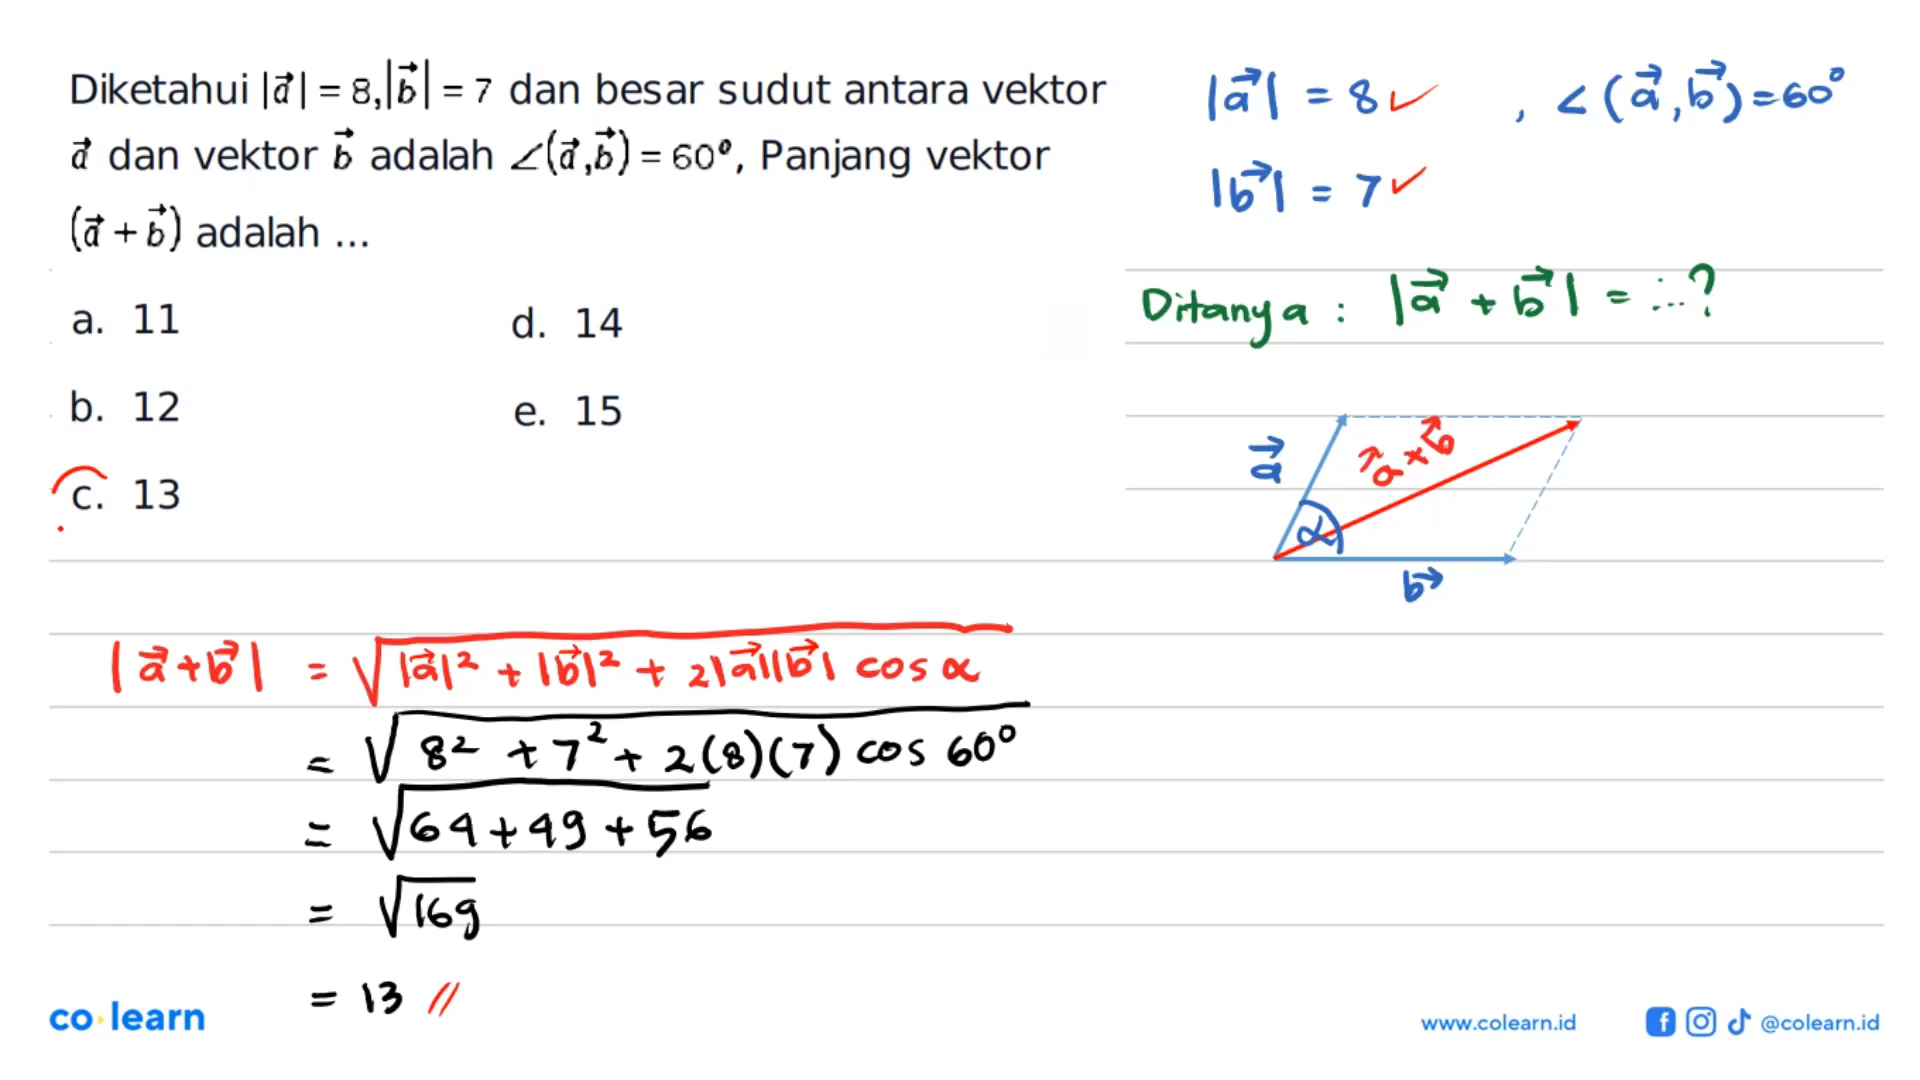 Diketahui |a⃗| = 8,|b⃗| = 7 dan besar sudut antara vektor
a⃗ dan vektor b⃗ adalah ∠(a⃗,b⃗) = 60°, Panjang vektor
(a⃗ + b⃗) adalah ...
a. 11
b. 12
c. 13
d. 14
e. 15
|a⃗| = 8 ✓ , ∠(a⃗,b⃗)=60°
|b⃗| = 7 ✓
Ditanya : |a⃗ + b⃗| = ...?
a⃗
a⃗+b⃗
α
b⃗
|a⃗+b⃗| = √|a⃗|² + |b⃗|² + 2|a⃗||b⃗| cos α
= √8² + 7² + 2(8)(7) cos 60°
= √64+49+56
= √169
= 13 //
co learn
www.colearn.id
@colearn.id